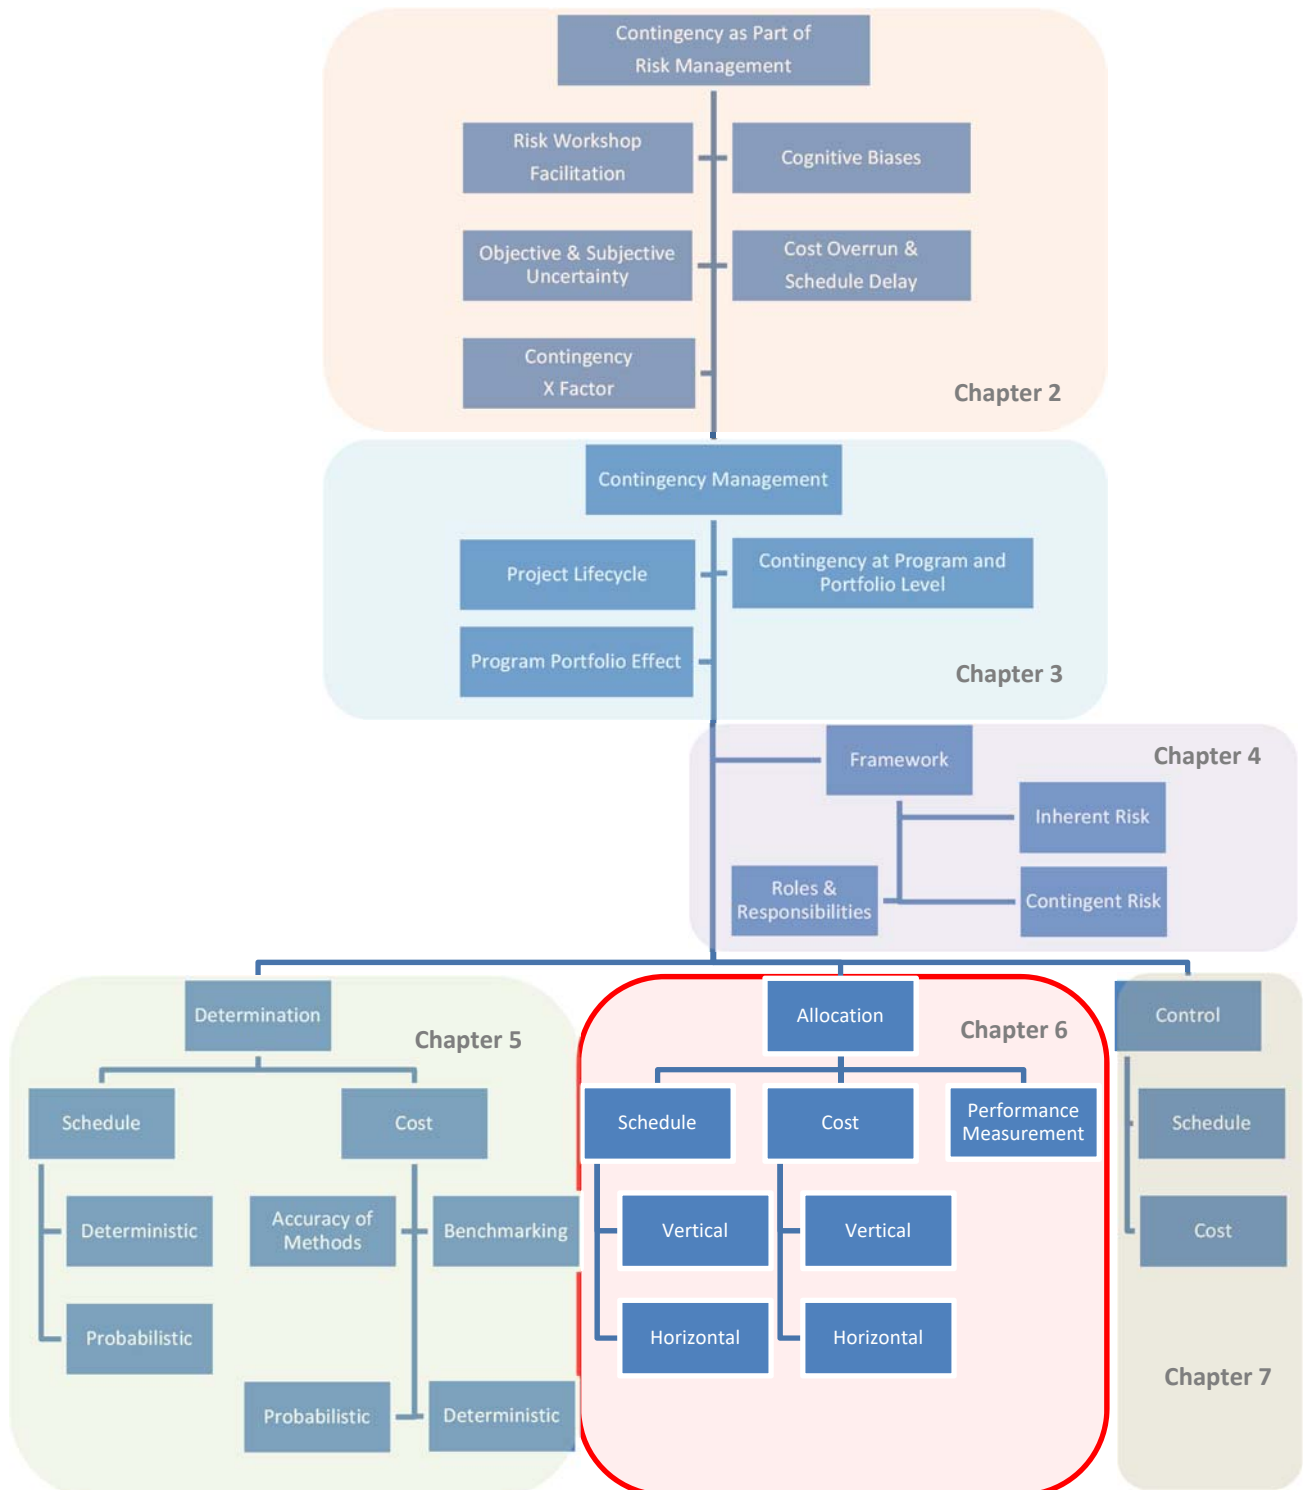 Contingency as Part of
Risk Management
Risk Workshop
Facilitation
Cognitive Biases
Objective & Subjective
Uncertainty
Cost Overrun &
Schedule Delay
Contingency
X Factor
Chapter 2
Contingency Management
Project Lifecycle
Contingency at Program and
Portfolio Level
Program Portfolio Effect
Chapter 3
Framework
Chapter 4
Inherent Risk
Roles &
Responsibilities
Contingent Risk
Determination
Chapter 5
Schedule
Cost
Deterministic
Accuracy of
Methods
Benchmarking
Probabilistic
Probabilistic
Deterministic
Allocation
Chapter 6
Schedule
Cost
Performance
Measurement
Vertical
Vertical
Horizontal
Horizontal
Control
Schedule
Cost
Chapter 7